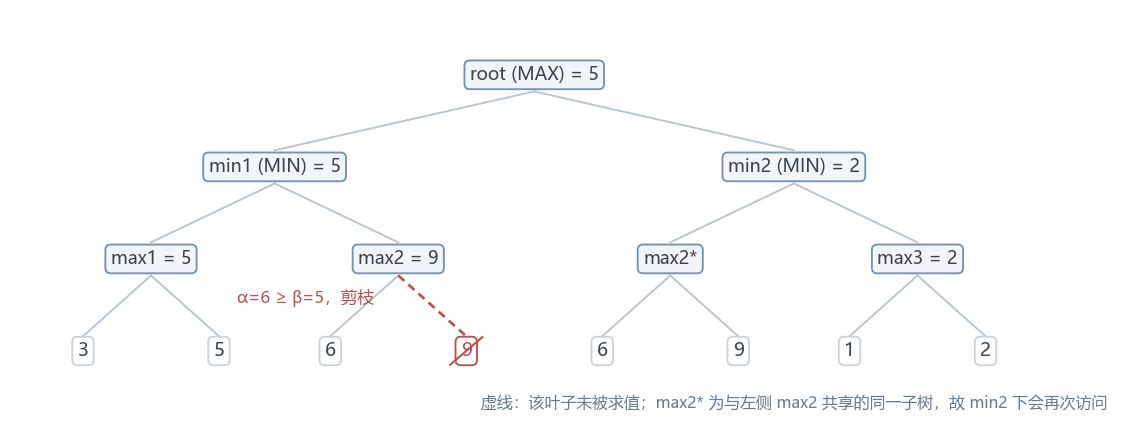 root (MAX) = 5
min1 (MIN) = 5
min2 (MIN) = 2
max1 = 5
max2 = 9
max2*
max3 = 2
α=6 ≥ β=5，剪枝
3
5
6
9
6
9
1
2
虚线：该叶子未被求值；max2* 为与左侧 max2 共享的同一子树，故 min2 下会再次访问